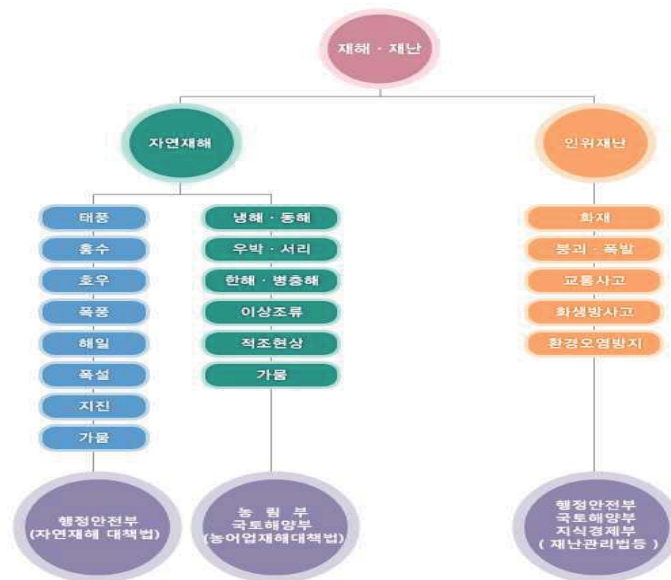 재해 · 재난
자연재해
인위재난
태풍
홍수
호우
폭풍
해일
폭설
지진
가뭄
냉해 · 동해
우박 · 서리
한해 · 병충해
이상조류
적조현상
가뭄
화재
붕괴 · 폭발
교통사고
화생방사고
환경오염방지
행정안전부
(자연재해 대책법)
농 림 부
국토해양부
(농어업재해대책법)
행정안전부
국토해양부
지식경제부
( 재난관리법등 )